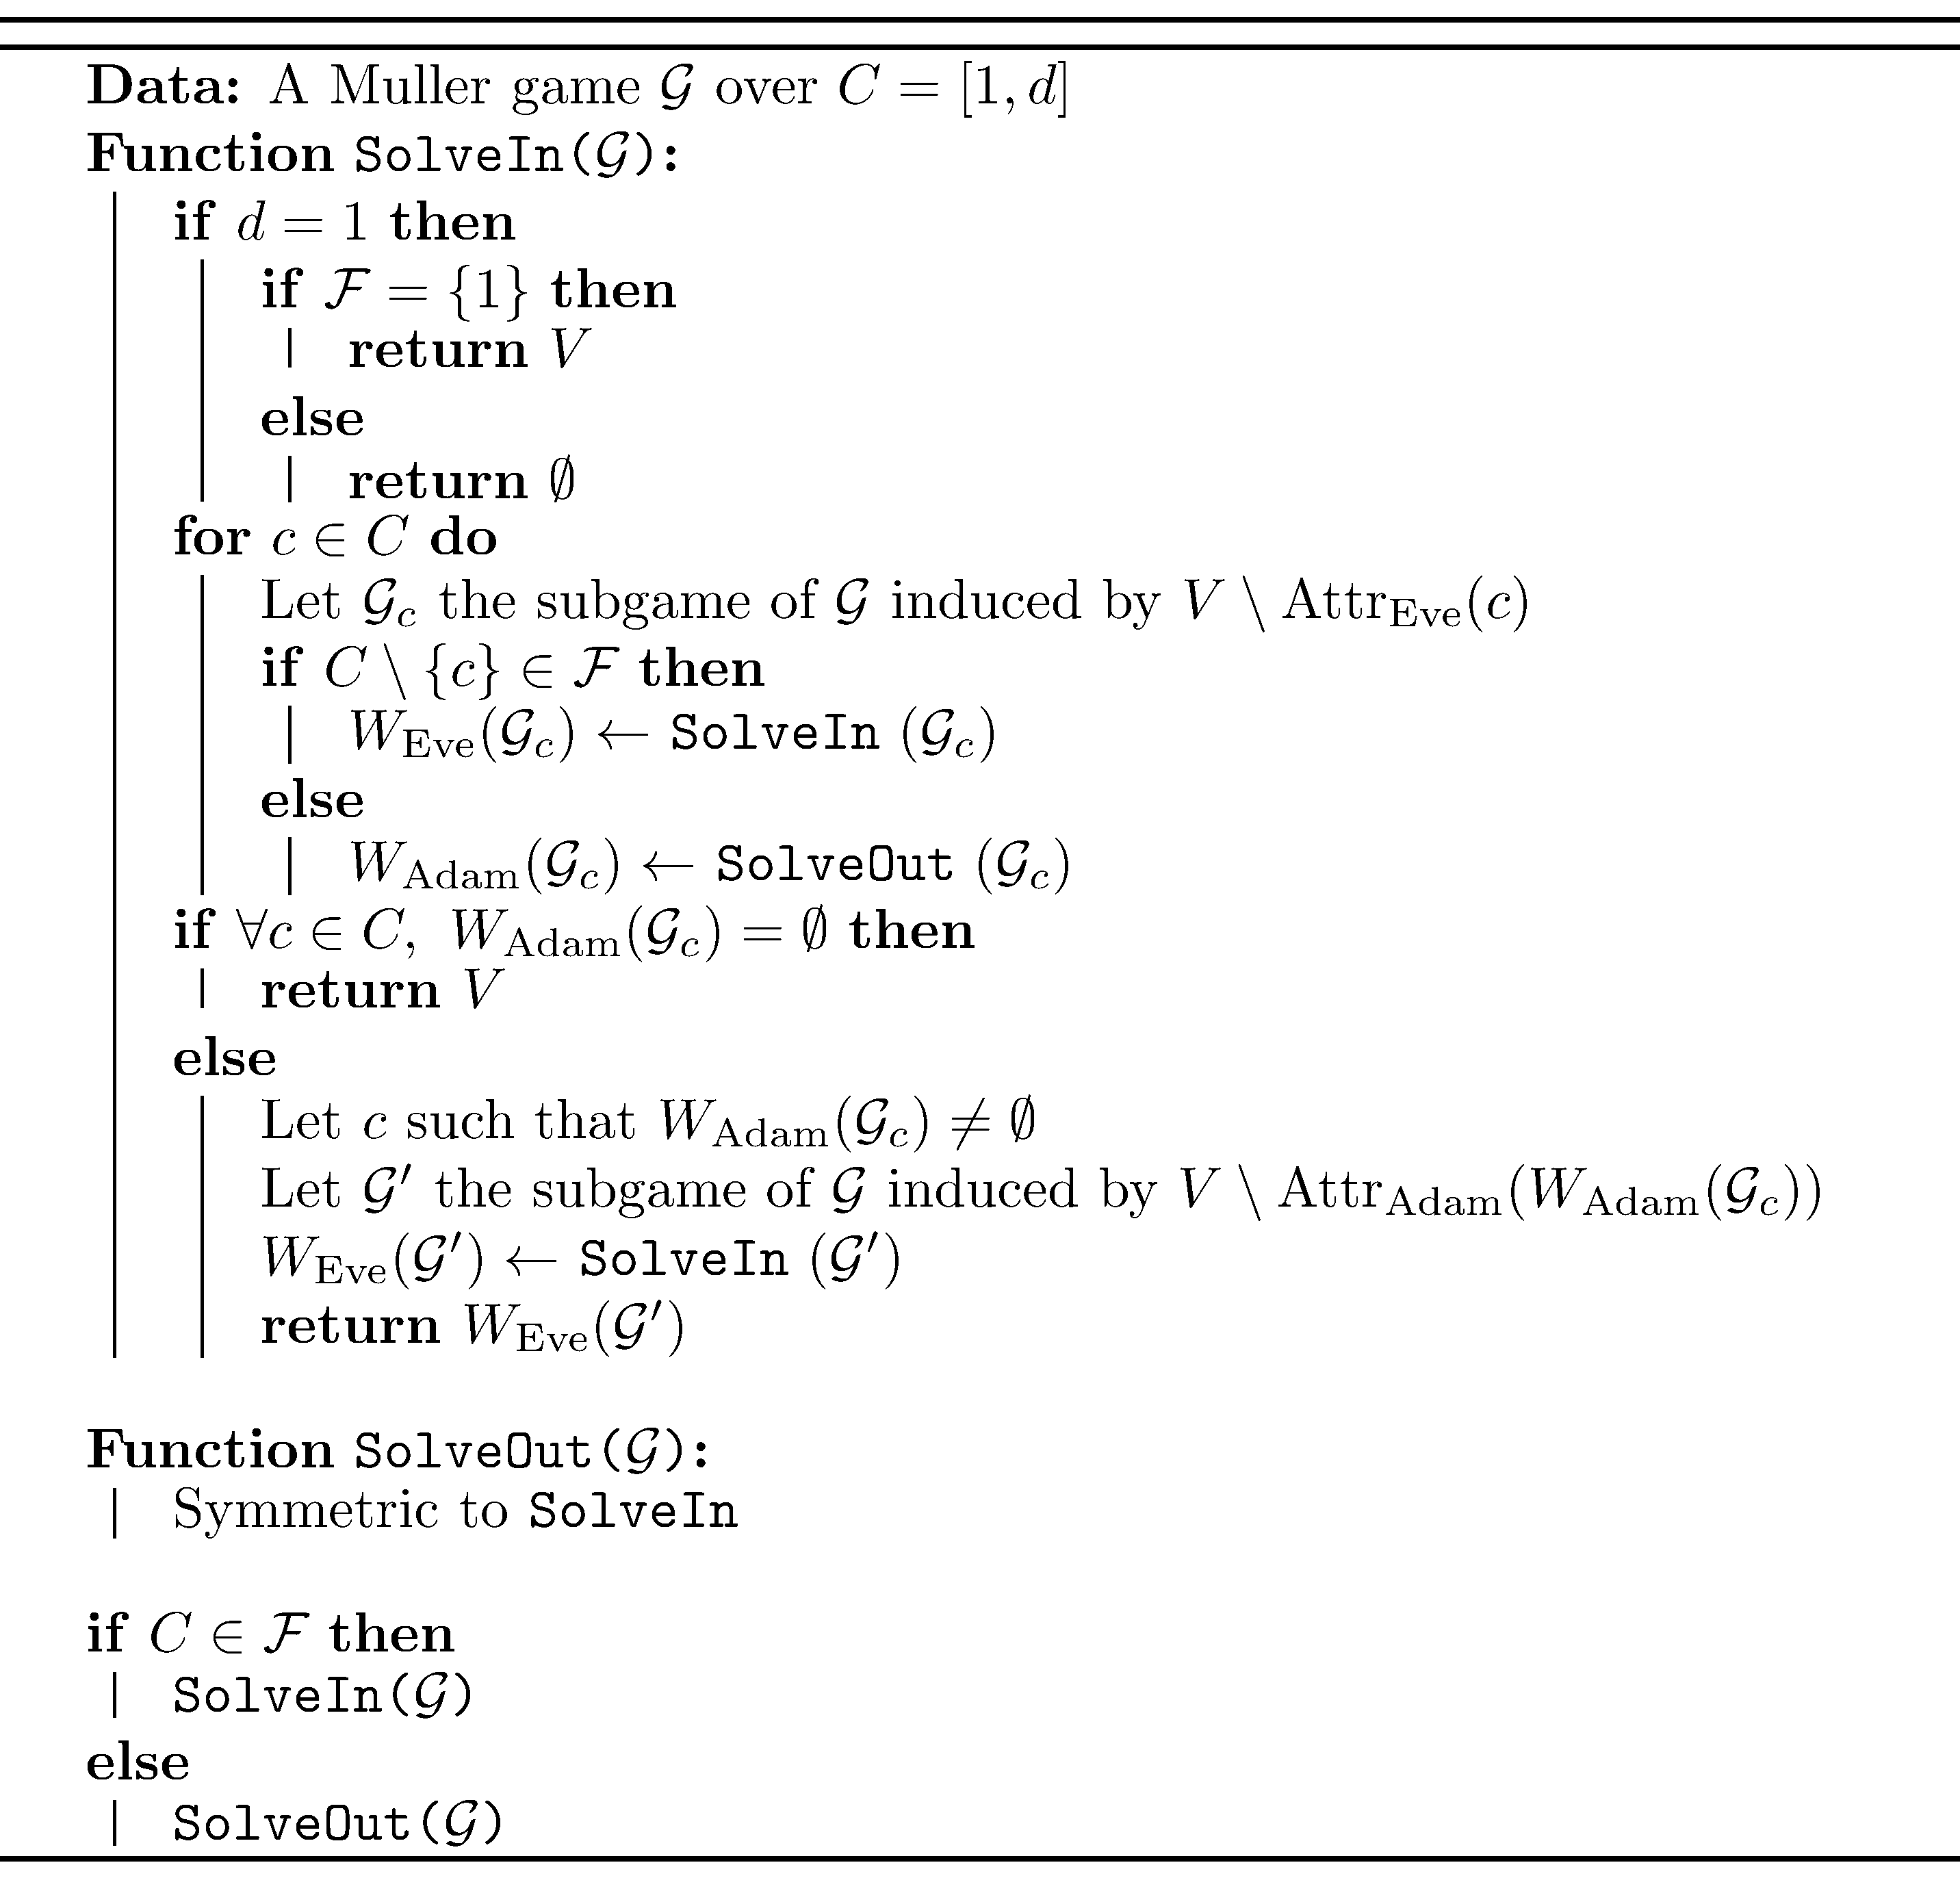 Data: A Muller game 𝒢 over C = [1, d]
Function SolveIn(𝒢):
if d = 1 then
if ℱ = {1} then
return V
else
return ∅
for c ∈ C do
Let 𝒢_c the subgame of 𝒢 induced by V \ Attr_Eve(c)
if C \ {c} ∈ ℱ then
W_Eve(𝒢_c) ← SolveIn (𝒢_c)
else
W_Adam(𝒢_c) ← SolveOut (𝒢_c)
if ∀c ∈ C, W_Adam(𝒢_c) = ∅ then
return V
else
Let c such that W_Adam(𝒢_c) ≠ ∅
Let 𝒢′ the subgame of 𝒢 induced by V \ Attr_Adam(W_Adam(𝒢_c))
W_Eve(𝒢′) ← SolveIn (𝒢′)
return W_Eve(𝒢′)
Function SolveOut(𝒢):
Symmetric to SolveIn
if C ∈ ℱ then
SolveIn(𝒢)
else
SolveOut(𝒢)